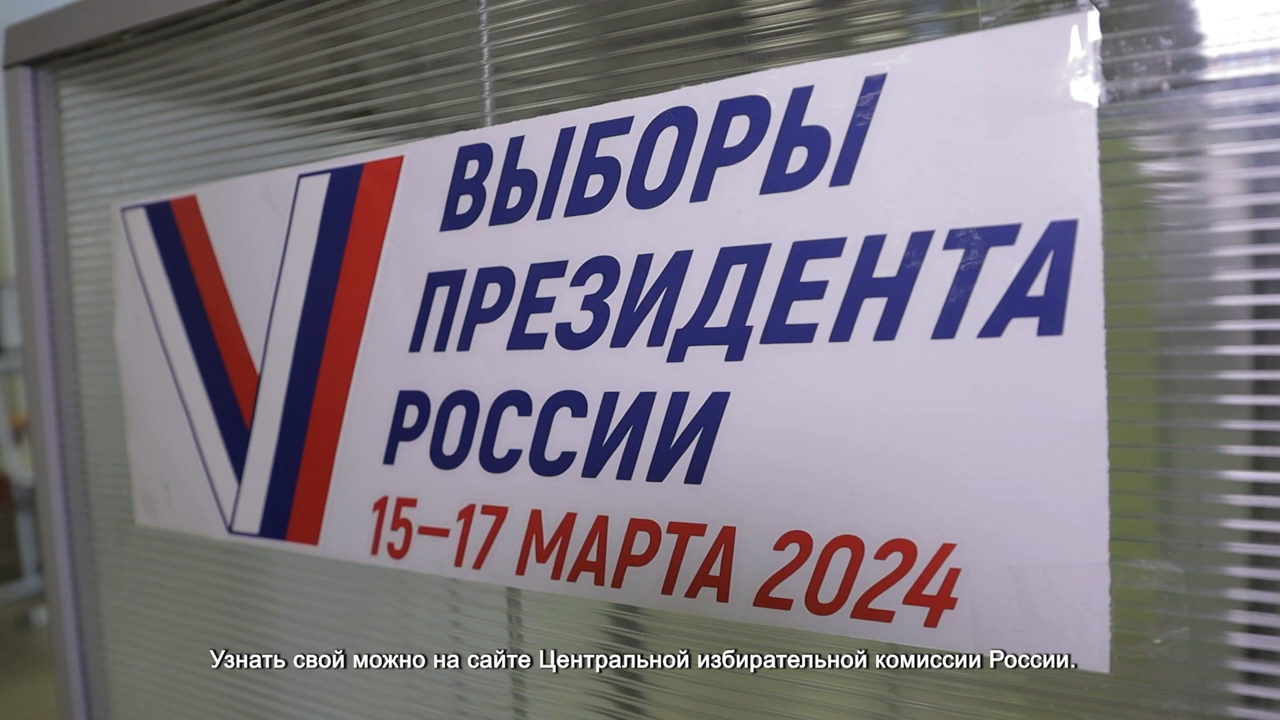 ВЫБОРЫ
ПРЕЗИДЕНТА
РОССИИ
15–17 МАРТА 2024
Узнать свой можно на сайте Центральной избирательной комиссии России.